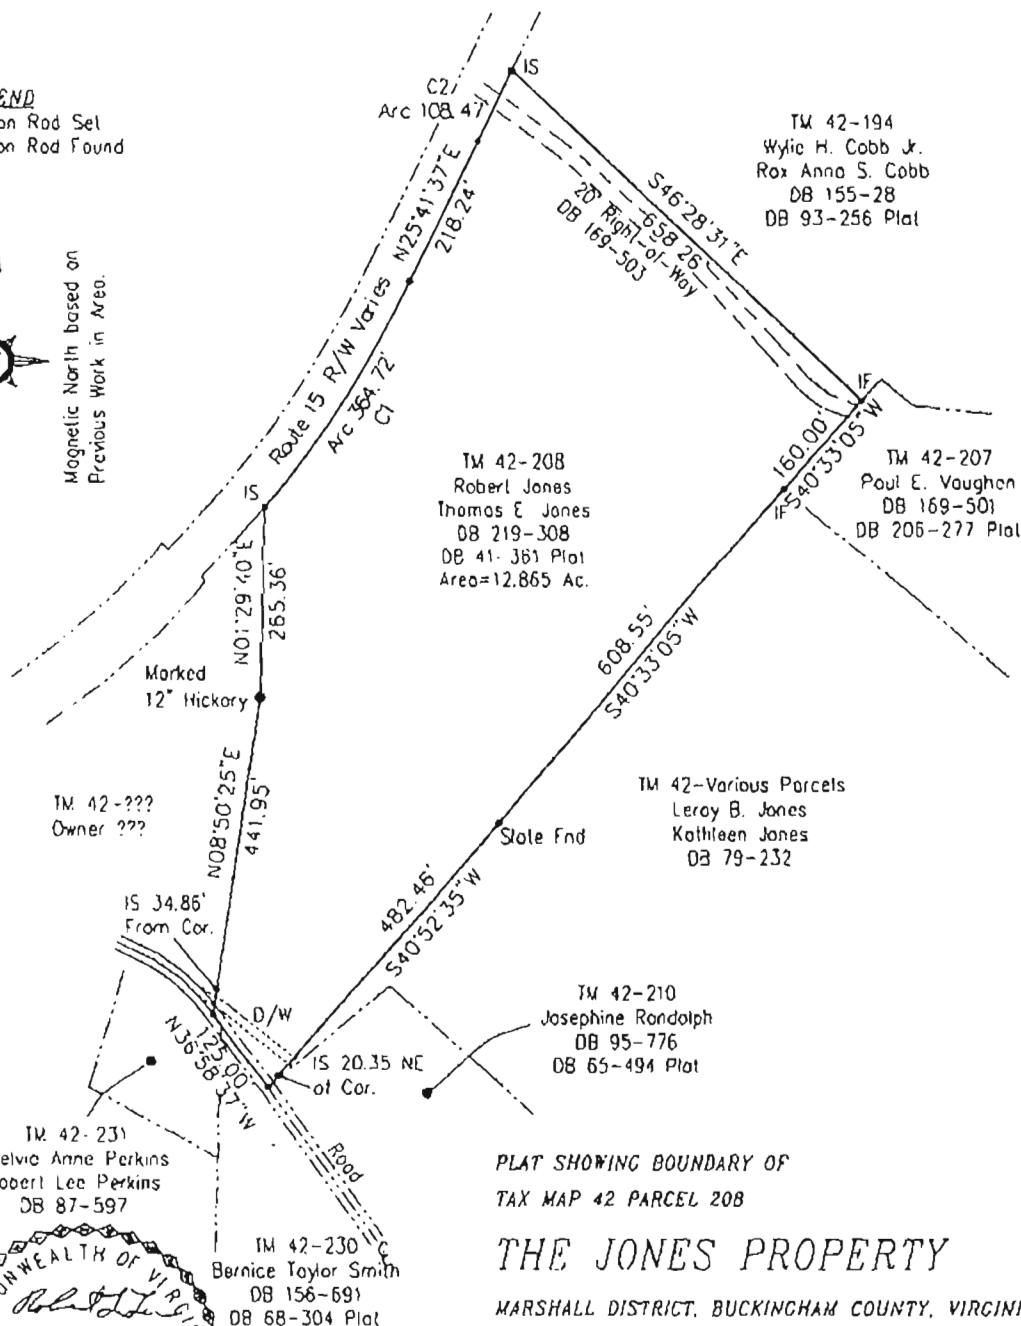 END
on Rod Set
on Rod Found
Magnetic North based on
Previous Work in Area.
C2
Arc 108.47
IS
N25°41'37"E
218.24'
Route 15 R/W Varies
Arc 364.72'
C1
S46°28'31"E
658.26
20' Right-of-Way
DB 169-503
TM 42-194
Wylie H. Cobb Jr.
Rox Anna S. Cobb
DB 155-28
DB 93-256 Plat
IF
160.00'
S40°33'05"W
IF
TM 42-207
Paul E. Vaughan
DB 169-501
DB 206-277 Plat
TM 42-208
Robert Jones
Thomas E Jones
DB 219-308
DB 41-361 Plat
Area=12.865 Ac.
IS
N01°29'40"E
265.36'
Marked
12" Hickory
608.55'
S40°33'05"W
N08°50'25"E
441.95'
TM 42-???
Owner ???
TM 42-Various Parcels
Leroy B. Jones
Kathleen Jones
DB 79-232
Slate Fnd
482.46'
S40°52'35"W
IS 34.86'
From Cor.
D/W
125.00'
N36°58'37"W
IS 20.35 NE
of Cor.
TM 42-210
Josephine Randolph
DB 95-776
DB 65-494 Plat
TM 42-231
elvie Anne Perkins
obert Lee Perkins
DB 87-597
Road
TM 42-230
Bernice Taylor Smith
DB 156-691
DB 68-304 Plat
ONWEALTH OF VIRGI
PLAT SHOWING BOUNDARY OF
TAX MAP 42 PARCEL 208
THE JONES PROPERTY
MARSHALL DISTRICT, BUCKINGHAM COUNTY, VIRGINI